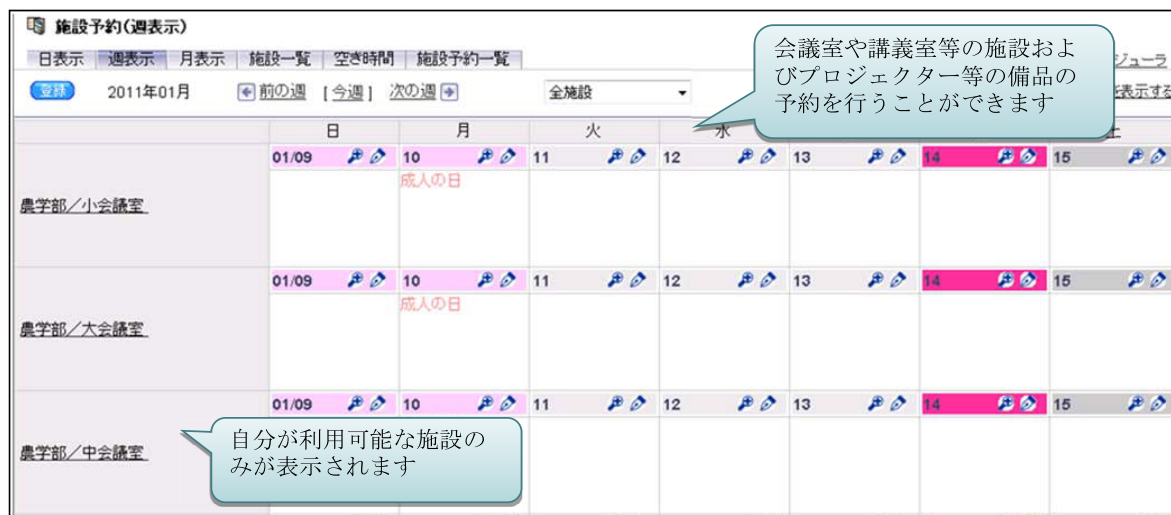 施設予約(週表示)
日表示 週表示 月表示 施設一覧 空き時間 施設予約一覧
ジューラ
登録 2011年01月 前の週 [今週] 次の週 全施設
表示する
会議室や講義室等の施設およ
びプロジェクター等の備品の
予約を行うことができます
日 月 火 水 土
01/09 10 11 12 13 14 15
成人の日
農学部/小会議室
01/09 10 11 12 13 14 15
成人の日
農学部/大会議室
01/09 10 11 12 13 14 15
農学部/中会議室
自分が利用可能な施設の
みが表示されます